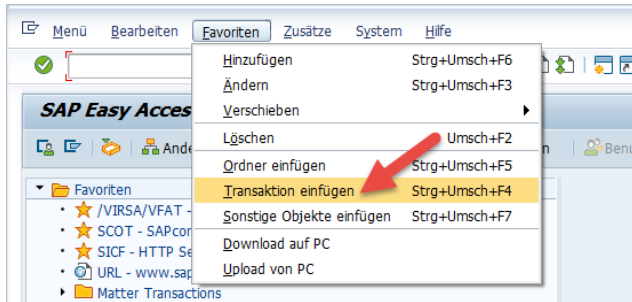 Menü Bearbeiten Favoriten Zusätze System Hilfe
Hinzufügen Strg+Umsch+F6
Ändern Strg+Umsch+F3
SAP Easy Acces
Verschieben
Löschen Umsch+F2
Ande n Benu
Ordner einfügen Strg+Umsch+F5
Favoriten
Transaktion einfügen Strg+Umsch+F4
/VIRSA/VFAT -
Sonstige Objekte einfügen Strg+Umsch+F7
SCOT - SAPcor
Download auf PC
SICF - HTTP Se
URL - www.sap
Upload von PC
Matter Transactions